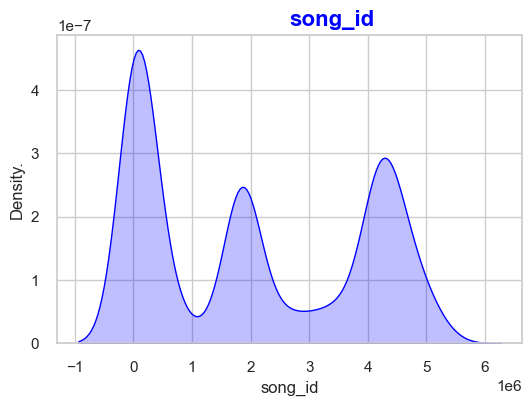 song_id
1e−7
4
3
2
1
0
Density.
−1 0 1 2 3 4 5 6
1e6
song_id